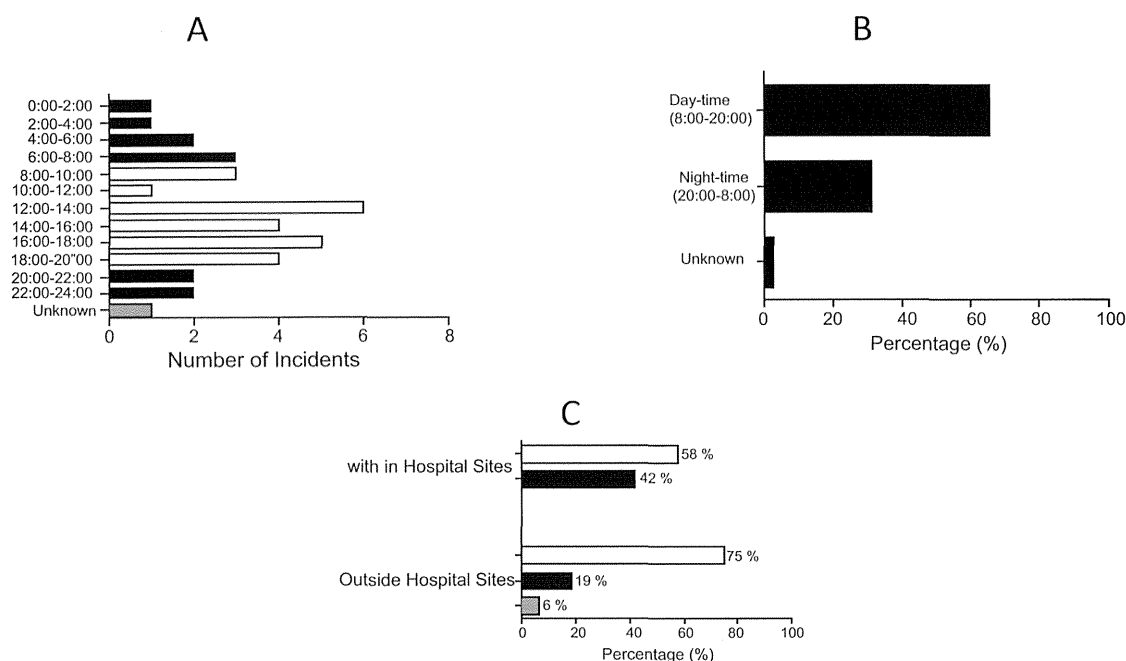 A
0:00-2:00
2:00-4:00
4:00-6:00
6:00-8:00
8:00-10:00
10:00-12:00
12:00-14:00
14:00-16:00
16:00-18:00
18:00-20"00
20:00-22:00
22:00-24:00
Unknown
0 2 4 6 8
Number of Incidents
B
Day-time
(8:00-20:00)
Night-time
(20:00-8:00)
Unknown
0 20 40 60 80 100
Percentage (%)
C
with in Hospital Sites
58 %
42 %
Outside Hospital Sites
75 %
19 %
6 %
0 20 40 60 80 100
Percentage (%)